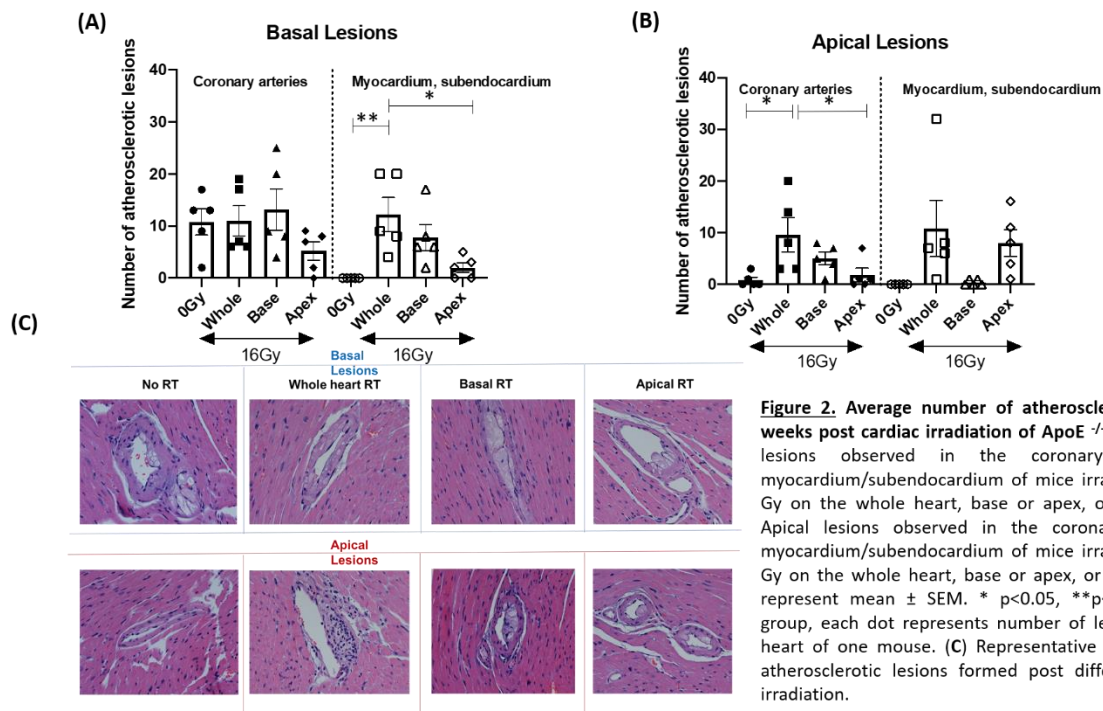 (A)
Basal Lesions
Number of atherosclerotic lesions
40
30
20
10
0
Coronary arteries
Myocardium, subendocardium
**
*
0Gy
Whole
Base
Apex
0Gy
Whole
Base
Apex
16Gy
16Gy
(B)
Apical Lesions
Number of atherosclerotic lesions
40
30
20
10
0
Coronary arteries
Myocardium, subendocardium
*
*
0Gy
Whole
Base
Apex
0Gy
Whole
Base
Apex
16Gy
16Gy
(C)
Basal
Lesions
No RT
Whole heart RT
Basal RT
Apical RT
Apical
Lesions
Figure 2. Average number of atheroscle
weeks post cardiac irradiation of ApoE -/-
lesions observed in the coronary
myocardium/subendocardium of mice irra
Gy on the whole heart, base or apex, o
Apical lesions observed in the corona
myocardium/subendocardium of mice irra
Gy on the whole heart, base or apex, or
represent mean ± SEM. * p<0.05, **p<
group, each dot represents number of le
heart of one mouse. (C) Representative
atherosclerotic lesions formed post diffe
irradiation.